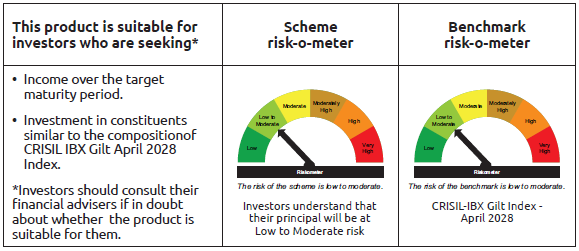 This product is suitable for
investors who are seeking*
• Income over the target
maturity period.
• Investment in constituents
similar to the compositionof
CRISIL IBX Gilt April 2028
Index.
*Investors should consult their
financial advisers if in doubt
about whether the product is
suitable for them.
Scheme
risk-o-meter
Low
Low to
Moderate
Moderate
Moderately
High
High
Very
High
Riskometer
The risk of the scheme is low to moderate.
Investors understand that
their principal will be at
Low to Moderate risk
Benchmark
risk-o-meter
Low
Low to
Moderate
Moderate
Moderately
High
High
Very
High
Riskometer
The risk of the benchmark is low to moderate.
CRISIL-IBX Gilt Index -
April 2028